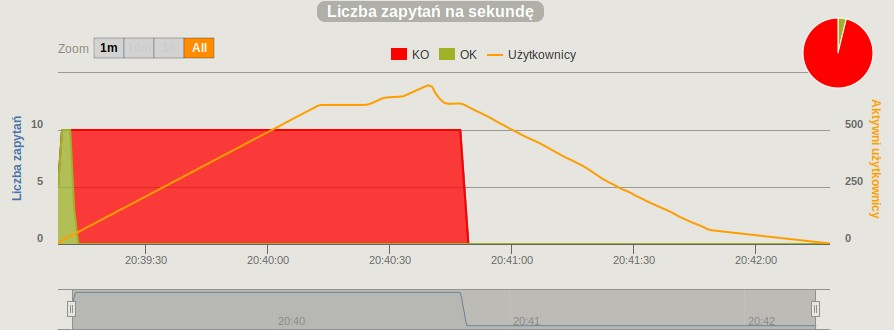 Liczba zapytań na sekundę
Zoom 1m 10m 1h All
KO OK Użytkownicy
Liczba zapytań
10
5
0
500
250
0
Aktywni użytkownicy
20:39:30 20:40:00 20:40:30 20:41:00 20:41:30 20:42:00
20:40 20:41 20:42